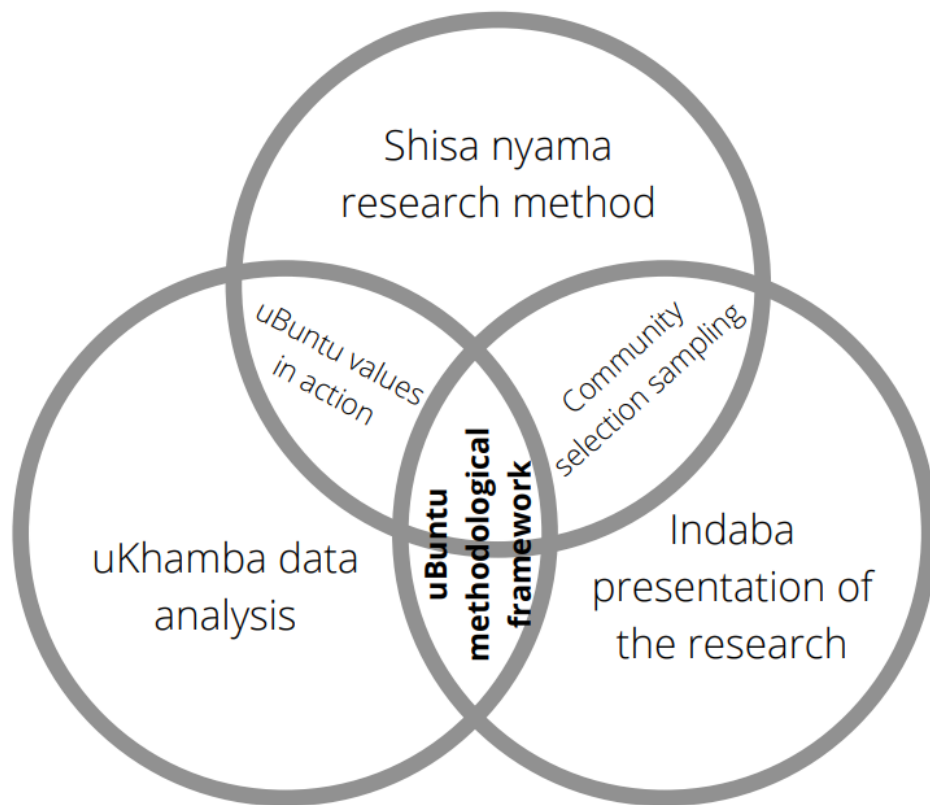 Shisa nyama
research method
uBuntu values
in action
Community
selection sampling
uBuntu
methodological
framework
uKhamba data
analysis
Indaba
presentation of
the research